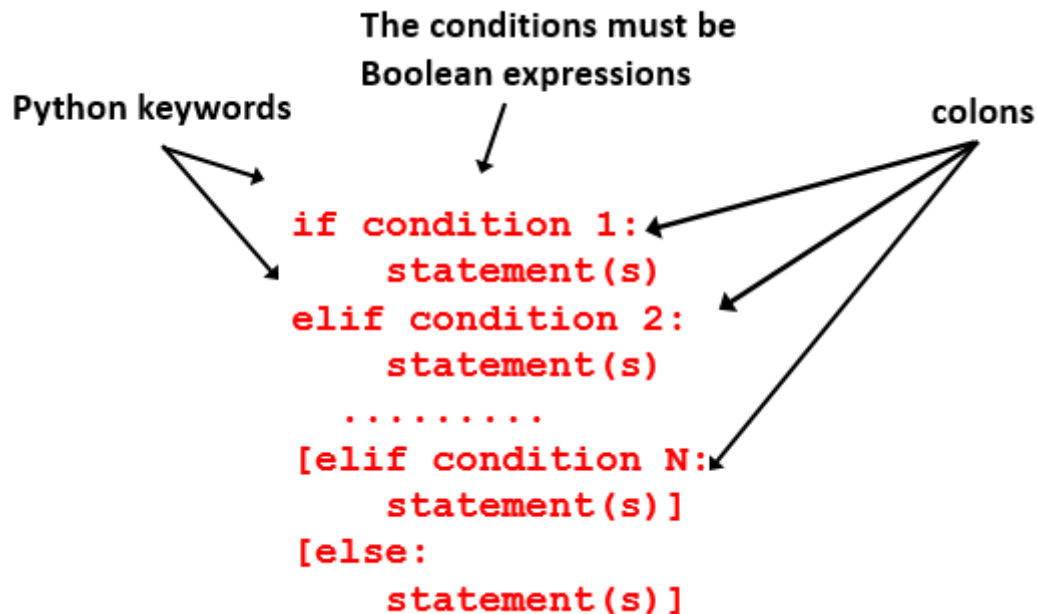 The conditions must be
Boolean expressions
Python keywords
colons
if condition 1:
statement(s)
elif condition 2:
statement(s)
.........
[elif condition N:
statement(s)]
[else:
statement(s)]